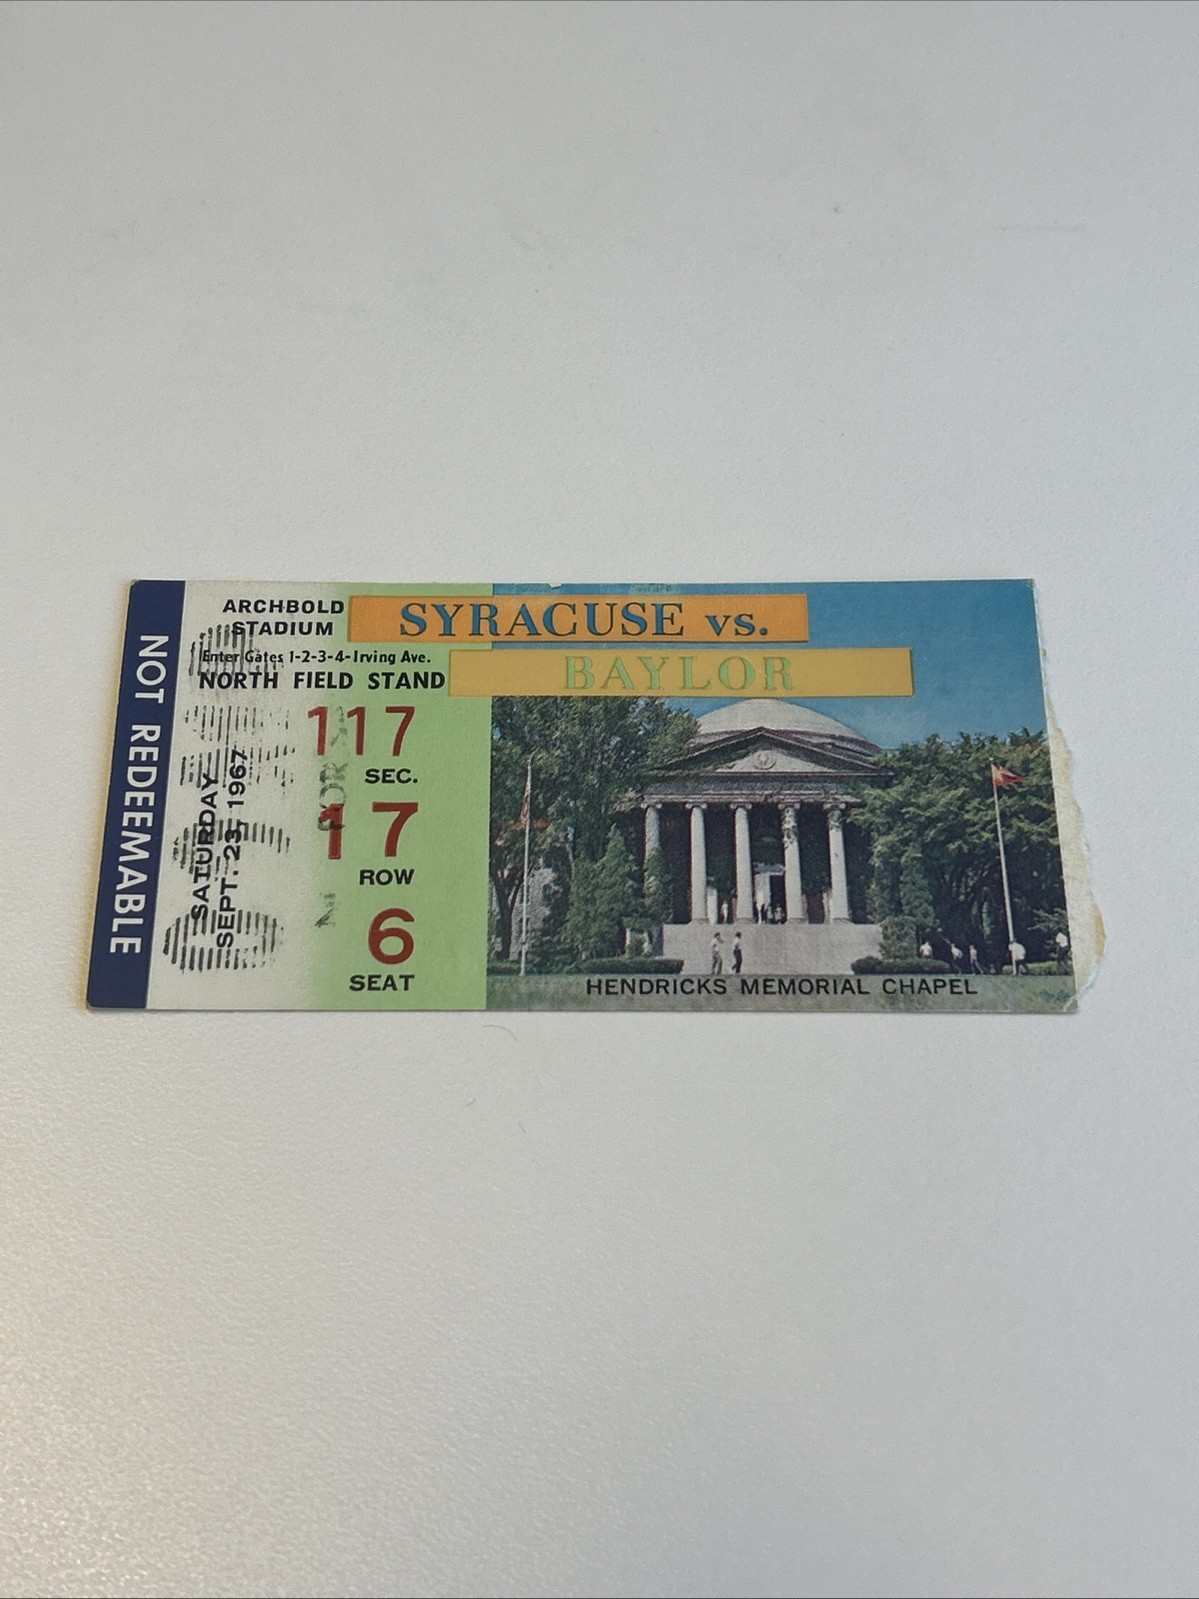 NOT REDEEMABLE
ARCHBOLD
STADIUM
Enter Gates 1-2-3-4-Irving Ave.
NORTH FIELD STAND
117
SEC.
17
ROW
6
SEAT
SATURDAY
SEPT. 23, 1967
SYRACUSE vs.
BAYLOR
HENDRICKS MEMORIAL CHAPEL